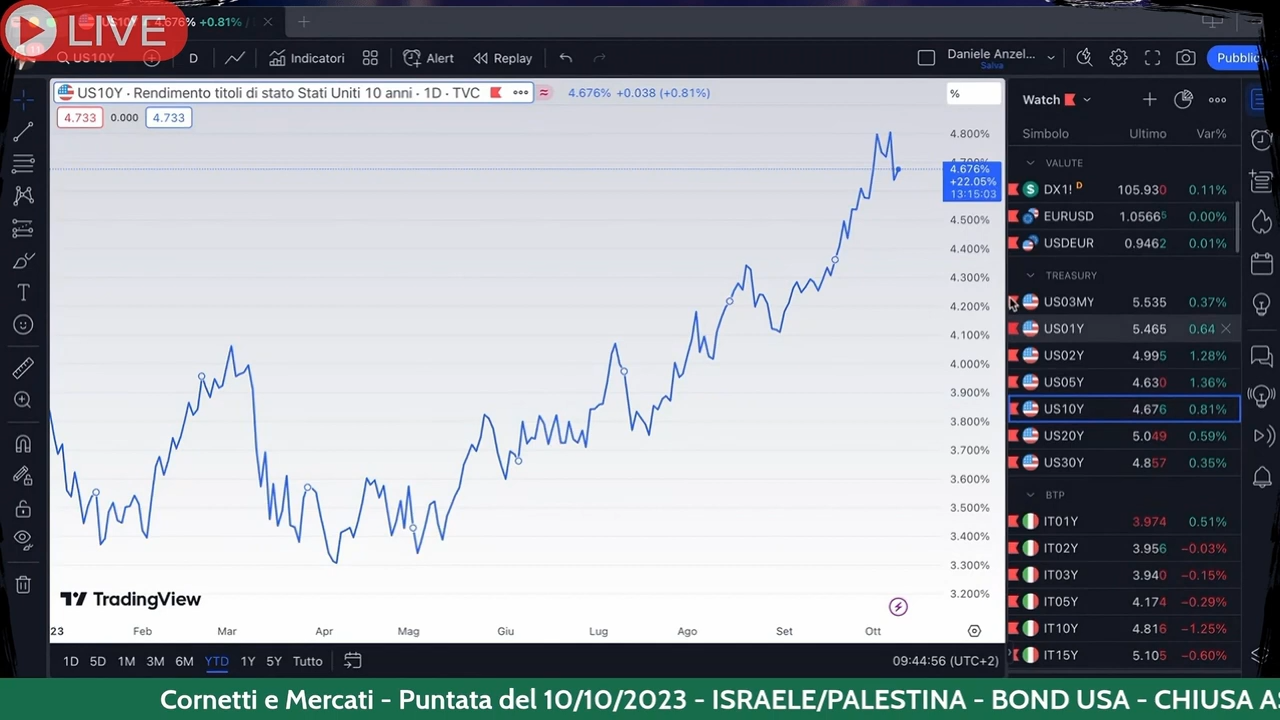 LIVE
4.676% +0.81%
US10Y
D
Indicatori
Alert
Replay
Daniele Anzel...
Salva
US10Y · Rendimento titoli di stato Stati Uniti 10 anni · 1D · TVC
4.676% +0.038 (+0.81%)
4.733 0.000 4.733
%
4.800%
4.676%
+22.05%
13:15:03
4.500%
4.400%
4.300%
4.200%
4.100%
4.000%
3.900%
3.800%
3.700%
3.600%
3.500%
3.400%
3.300%
3.200%
TradingView
23 Feb Mar Apr Mag Giu Lug Ago Set Ott
1D 5D 1M 3M 6M YTD 1Y 5Y Tutto
09:44:56 (UTC+2)
Watch
Simbolo Ultimo Var%
VALUTE
DX1! D 105.930 0.11%
EURUSD 1.05665 0.00%
USDEUR 0.9462 0.01%
TREASURY
US03MY 5.535 0.37%
US01Y 5.465 0.64
US02Y 4.995 1.28%
US05Y 4.630 1.36%
US10Y 4.676 0.81%
US20Y 5.049 0.59%
US30Y 4.857 0.35%
BTP
IT01Y 3.974 0.51%
IT02Y 3.956 −0.03%
IT03Y 3.940 −0.15%
IT05Y 4.174 −0.29%
IT10Y 4.816 −1.25%
IT15Y 5.105 −0.60%
Cornetti e Mercati - Puntata del 10/10/2023 - ISRAELE/PALESTINA - BOND USA - CHIUSA